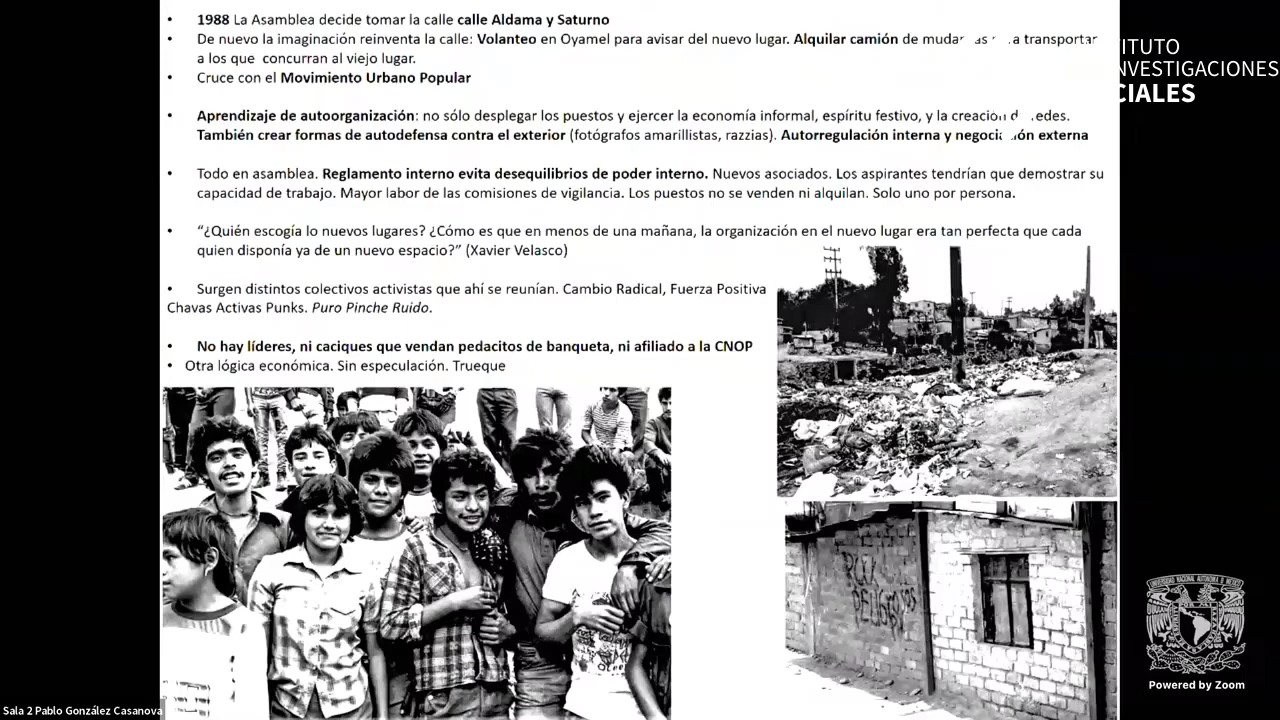 • 1988 La Asamblea decide tomar la calle calle Aldama y Saturno
• De nuevo la imaginación reinventa la calle: Volanteo en Oyamel para avisar del nuevo lugar. Alquilar camión de transportar
a los que concurran al viejo lugar.
• Cruce con el Movimiento Urbano Popular
• Aprendizaje de autoorganización: no sólo desplegar los puestos y ejercer la economía informal, espíritu festivo, y la creación
También crear formas de autodefensa contra el exterior (fotógrafos amarillistas, razzias). Autorregulación interna y negociación externa
• Todo en asamblea. Reglamento interno evita desequilibrios de poder interno. Nuevos asociados. Los aspirantes tendrían que demostrar su
capacidad de trabajo. Mayor labor de las comisiones de vigilancia. Los puestos no se venden ni alquilan. Solo uno por persona.
• “¿Quién escogía lo nuevos lugares? ¿Cómo es que en menos de una mañana, la organización en el nuevo lugar era tan perfecta que cada
quien disponía ya de un nuevo espacio?” (Xavier Velasco)
• Surgen distintos colectivos activistas que ahí se reunían. Cambio Radical, Fuerza Positiva
Chavas Activas Punks. Puro Pinche Ruido.
• No hay líderes, ni caciques que vendan pedacitos de banqueta, ni afiliado a la CNOP
• Otra lógica económica. Sin especulación. Trueque
ITUTO
NVESTIGACIONES
CIALES
Powered by Zoom
Sala 2 Pablo González Casanova